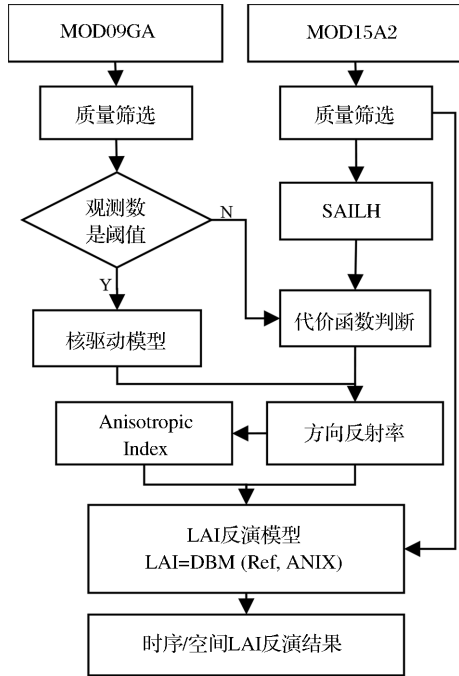 MOD09GA
MOD15A2
质量筛选
质量筛选
观测数
是阈值
N
SAILH
Y
核驱动模型
代价函数判断
Anisotropic
Index
方向反射率
LAI反演模型
LAI=DBM (Ref, ANIX)
时序/空间LAI反演结果